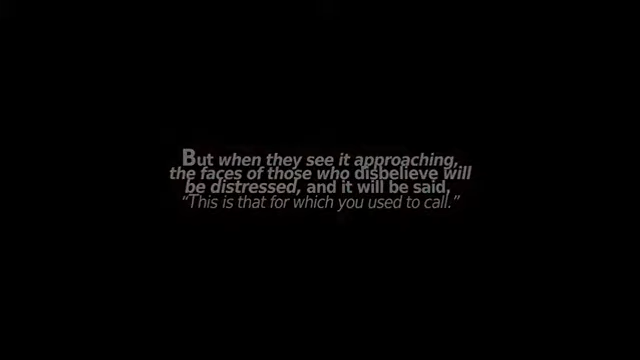 But when they see it approaching,
the faces of those who disbelieve will
be distressed, and it will be said,
“This is that for which you used to call.”